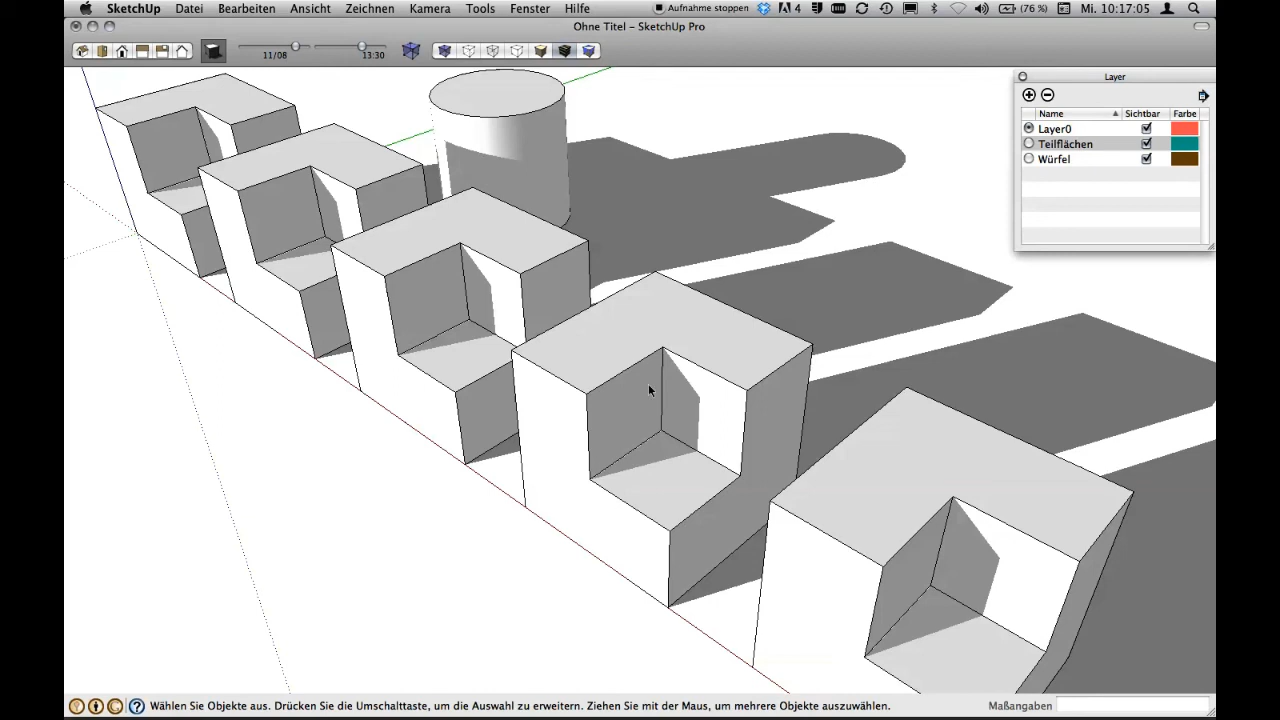 SketchUp Datei Bearbeiten Ansicht Zeichnen Kamera Tools Fenster Hilfe Aufnahme stoppen 4 (76 %) Mi. 10:17:05
Ohne Titel – SketchUp Pro
11/08 13:30
Layer
Name Sichtbar Farbe
Layer0
Teilflächen
Würfel
Wählen Sie Objekte aus. Drücken Sie die Umschalttaste, um die Auswahl zu erweitern. Ziehen Sie mit der Maus, um mehrere Objekte auszuwählen. Maßangaben